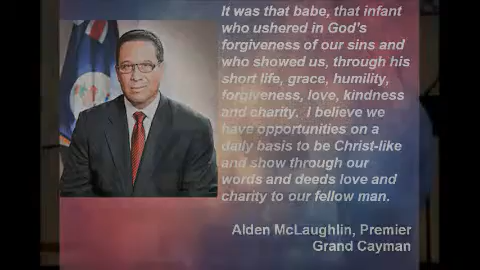 It was that babe, that infant
who ushered in God's
forgiveness of our sins and
who showed us, through his
short life, grace, humility,
forgiveness, love, kindness
and charity.  I believe we
have opportunities on a
daily basis to be Christ-like
and show through our
words and deeds love and
charity to our fellow man.
Alden McLaughlin, Premier
Grand Cayman